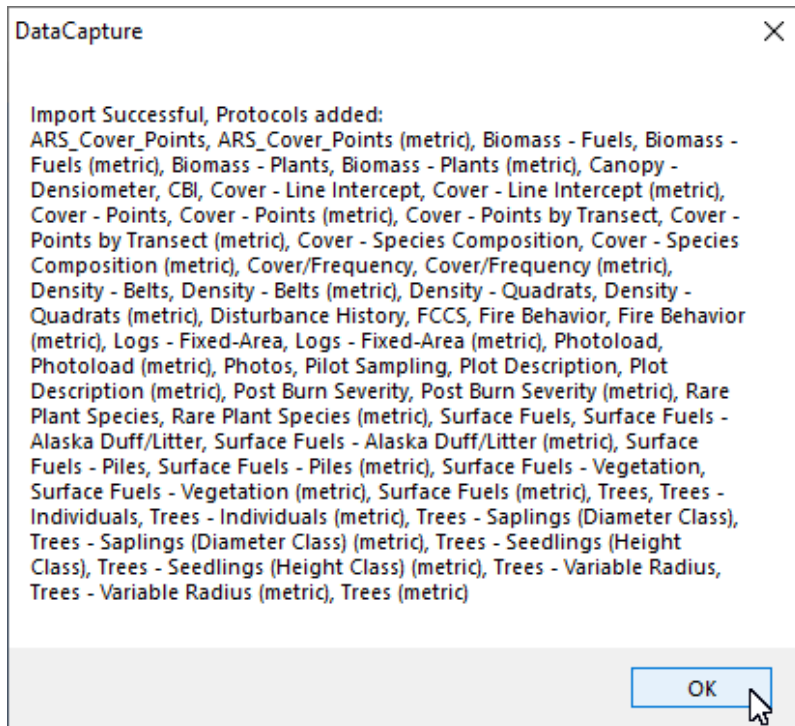 DataCapture
Import Successful, Protocols added:
ARS_Cover_Points, ARS_Cover_Points (metric), Biomass - Fuels, Biomass -
Fuels (metric), Biomass - Plants, Biomass - Plants (metric), Canopy -
Densiometer, CBI, Cover - Line Intercept, Cover - Line Intercept (metric),
Cover - Points, Cover - Points (metric), Cover - Points by Transect, Cover -
Points by Transect (metric), Cover - Species Composition, Cover - Species
Composition (metric), Cover/Frequency, Cover/Frequency (metric),
Density - Belts, Density - Belts (metric), Density - Quadrats, Density -
Quadrats (metric), Disturbance History, FCCS, Fire Behavior, Fire Behavior
(metric), Logs - Fixed-Area, Logs - Fixed-Area (metric), Photoload,
Photoload (metric), Photos, Pilot Sampling, Plot Description, Plot
Description (metric), Post Burn Severity, Post Burn Severity (metric), Rare
Plant Species, Rare Plant Species (metric), Surface Fuels, Surface Fuels -
Alaska Duff/Litter, Surface Fuels - Alaska Duff/Litter (metric), Surface
Fuels - Piles, Surface Fuels - Piles (metric), Surface Fuels - Vegetation,
Surface Fuels - Vegetation (metric), Surface Fuels (metric), Trees, Trees -
Individuals, Trees - Individuals (metric), Trees - Saplings (Diameter Class),
Trees - Saplings (Diameter Class) (metric), Trees - Seedlings (Height
Class), Trees - Seedlings (Height Class) (metric), Trees - Variable Radius,
Trees - Variable Radius (metric), Trees (metric)
OK